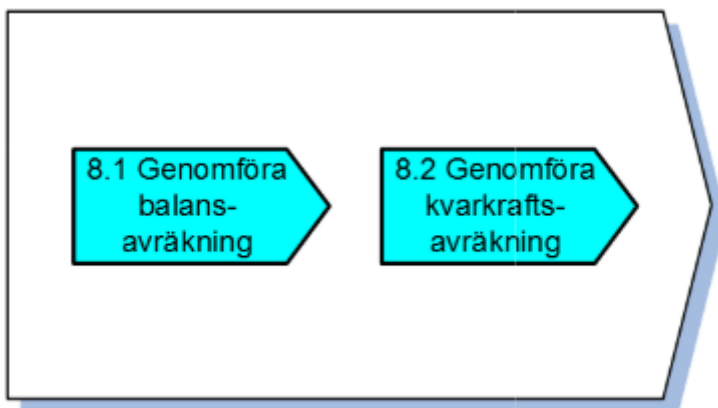 8.1 Genomföra
balans-
avräkning
8.2 Genomföra
kvarkrafts-
avräkning